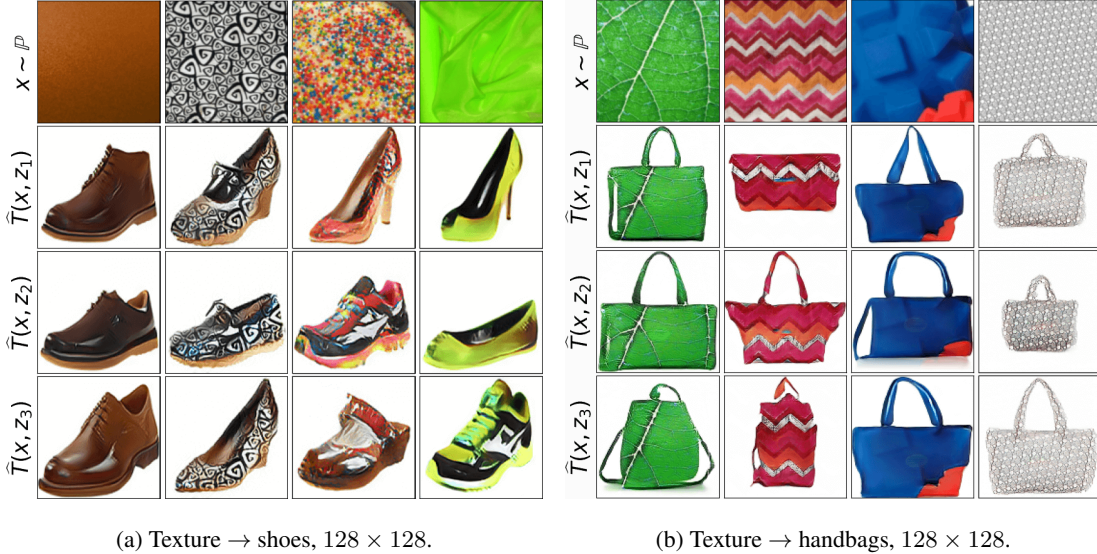 x ~ ℙ
T̂(x, z₁)
T̂(x, z₂)
T̂(x, z₃)
(a) Texture → shoes, 128 × 128.
x ~ ℙ
T̂(x, z₁)
T̂(x, z₂)
T̂(x, z₃)
(b) Texture → handbags, 128 × 128.